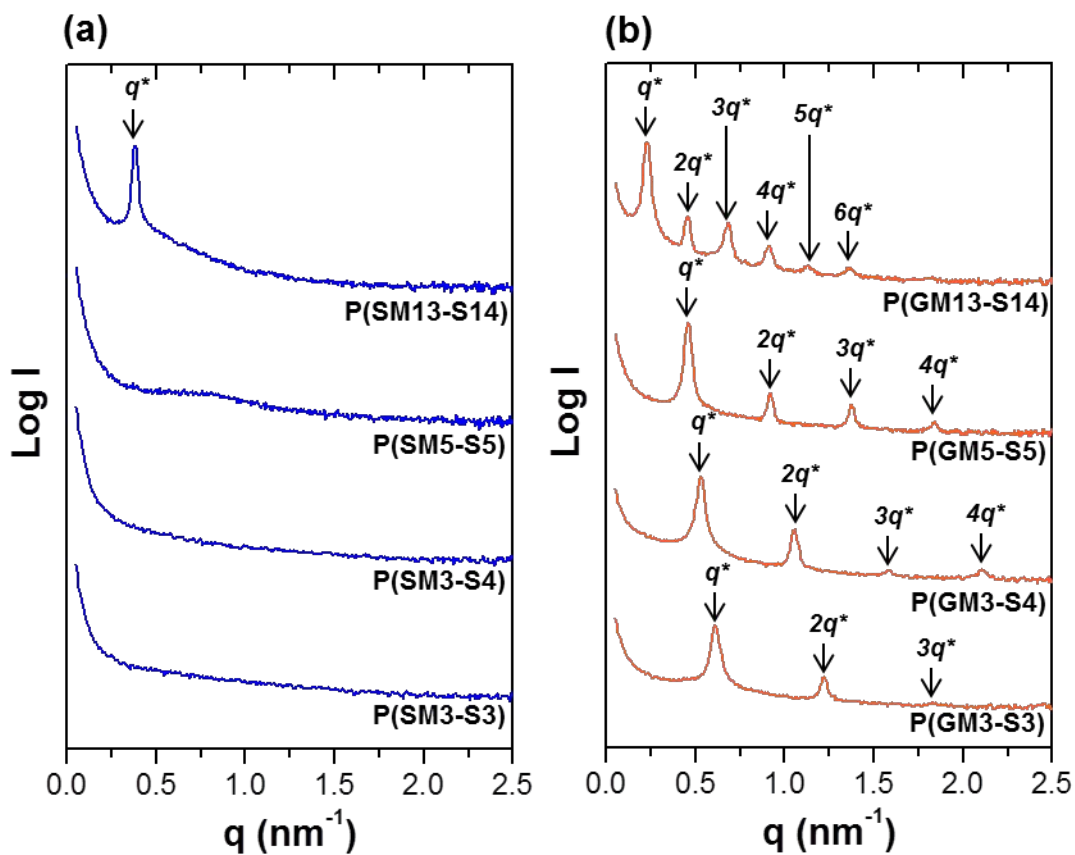 (a)
q*
P(SM13-S14)
P(SM5-S5)
P(SM3-S4)
P(SM3-S3)
Log I
0.0 0.5 1.0 1.5 2.0 2.5
q (nm-1)
(b)
q*
2q*
3q*
4q*
5q*
6q*
P(GM13-S14)
q*
2q*
3q*
4q*
P(GM5-S5)
q*
2q*
3q*
4q*
P(GM3-S4)
q*
2q*
3q*
P(GM3-S3)
Log I
0.0 0.5 1.0 1.5 2.0 2.5
q (nm-1)